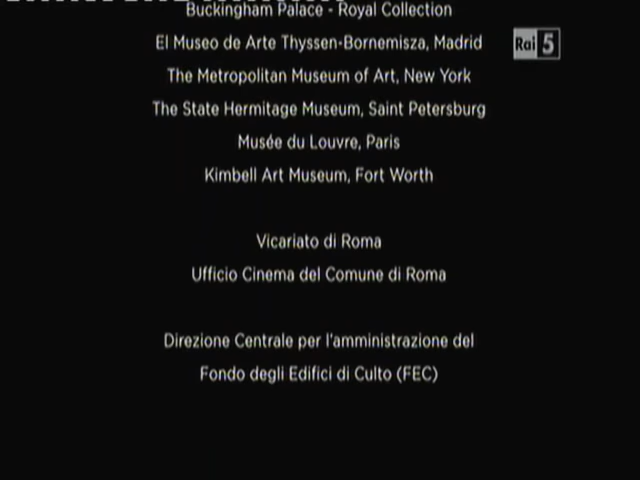 Buckingham Palace - Royal Collection
El Museo de Arte Thyssen-Bornemisza, Madrid
Rai 5
The Metropolitan Museum of Art, New York
The State Hermitage Museum, Saint Petersburg
Musée du Louvre, Paris
Kimbell Art Museum, Fort Worth
Vicariato di Roma
Ufficio Cinema del Comune di Roma
Direzione Centrale per l'amministrazione del
Fondo degli Edifici di Culto (FEC)